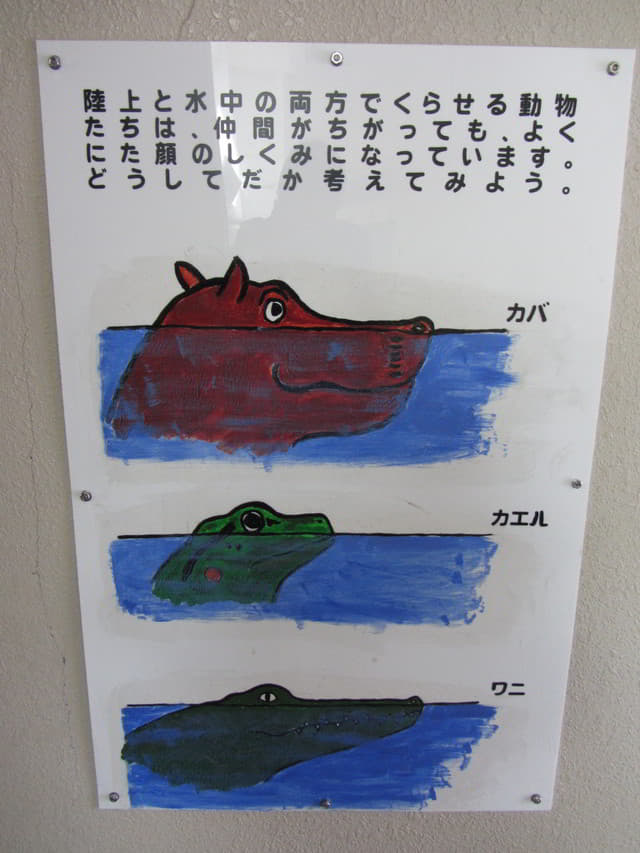 陸上と水中の両方でくらせる動物
たちは、仲間がちがっても、よく
にた顔のしくみになっています。
どうしてだか考えてみよう。
カバ
カエル
ワニ